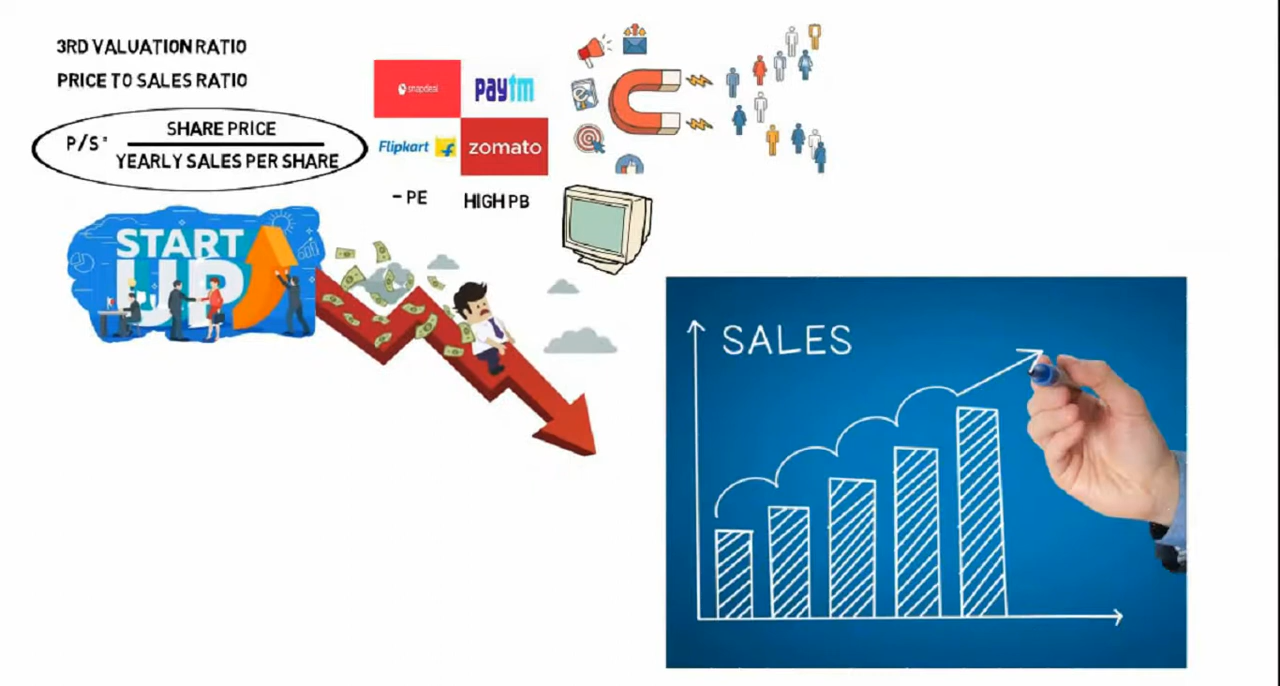 3RD VALUATION RATIO
PRICE TO SALES RATIO
P/S =
SHARE PRICE
YEARLY SALES PER SHARE
snapdeal
paytm
Flipkart
zomato
- PE
HIGH PB
START
UP
SALES